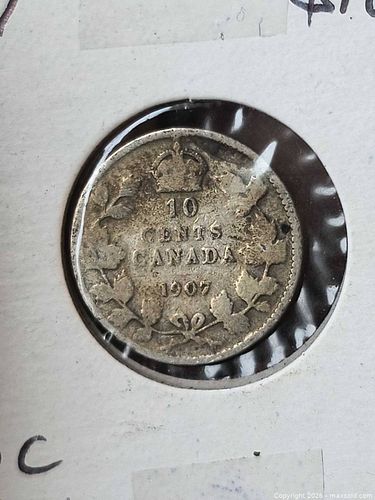 10
CENTS
CANADA
1907
C
Copyright 2026 - maxsold.com